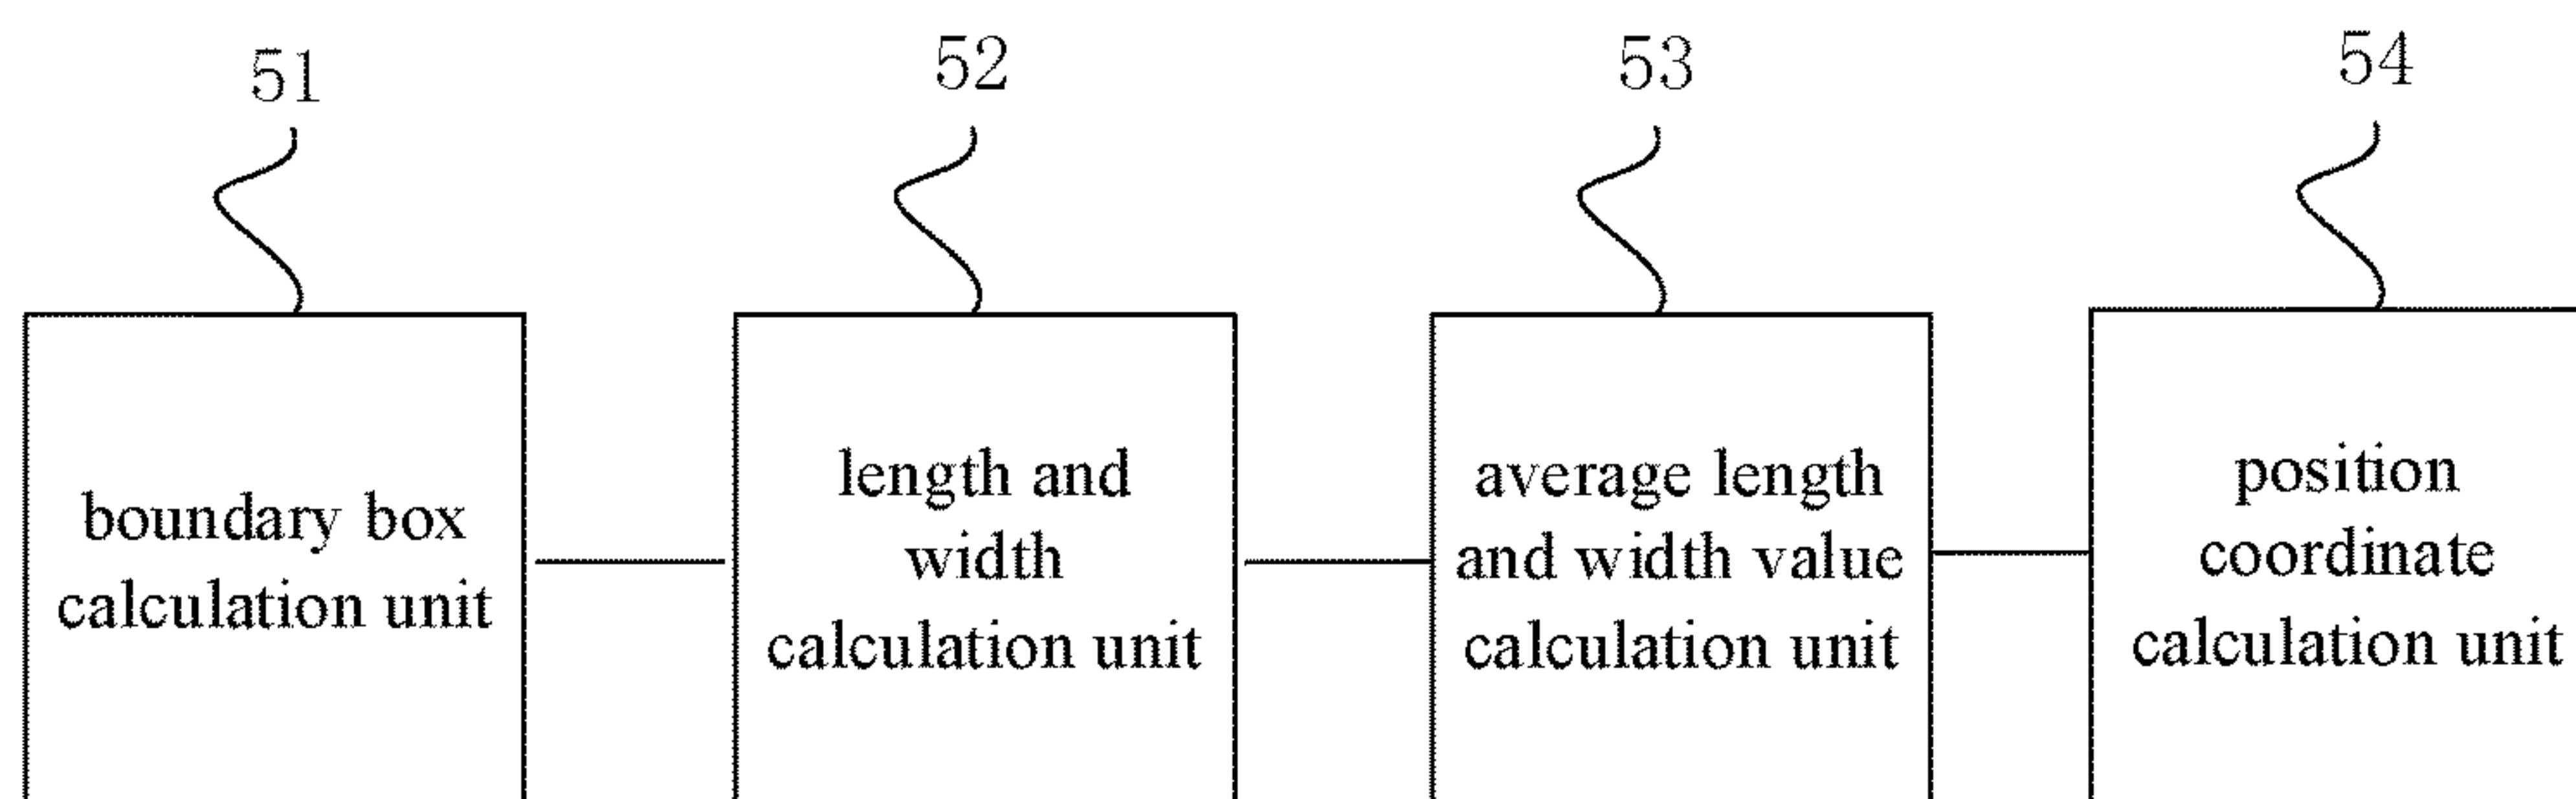 51
52
53
54
boundary box
calculation unit
length and
width
calculation unit
average length
and width value
calculation unit
position
coordinate
calculation unit